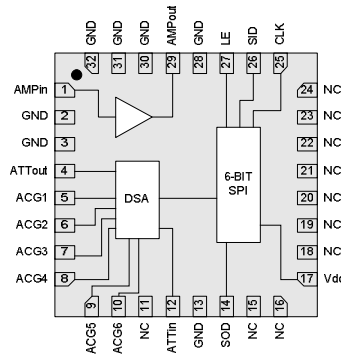 GND
GND
GND
AMPout
GND
LE
SID
CLK
32
31
30
29
28
27
26
25
AMPin 1
GND 2
GND 3
ATTout 4
ACG1 5
ACG2 6
ACG3 7
ACG4 8
DSA
6-BIT
SPI
24 NC
23 NC
22 NC
21 NC
20 NC
19 NC
18 NC
17 Vdd
9
10
11
12
13
14
15
16
ACG5
ACG6
NC
ATTin
GND
SOD
NC
NC